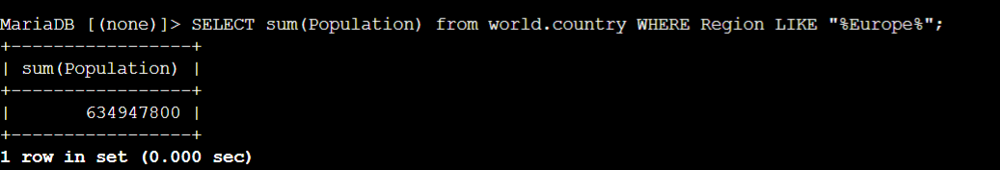 MariaDB [(none)]> SELECT sum(Population) from world.country WHERE Region LIKE "%Europe%";
+-----------------+
| sum(Population) |
+-----------------+
|       634947800 |
+-----------------+
1 row in set (0.000 sec)